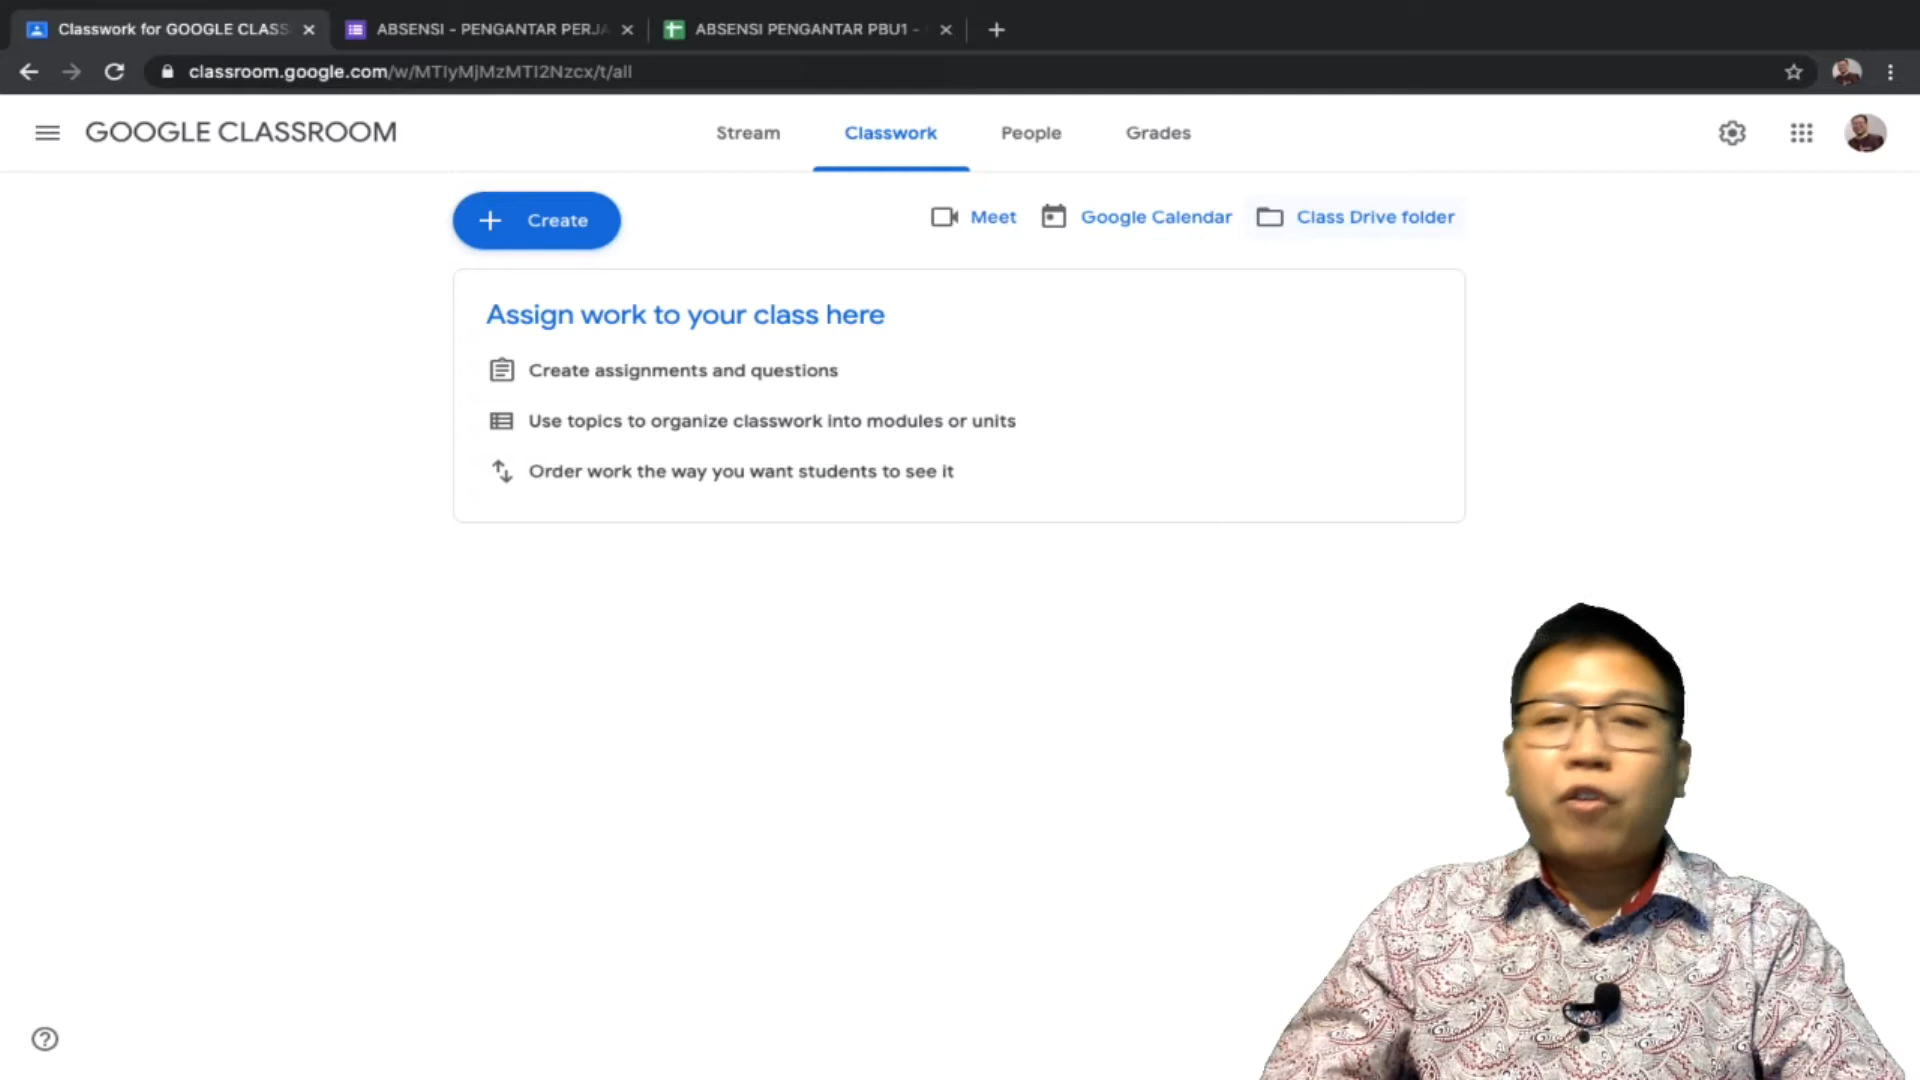 Classwork for GOOGLE CLASS
ABSENSI - PENGANTAR PERJA
ABSENSI PENGANTAR PBU1 -
classroom.google.com/w/MTIyMjMzMTI2Nzcx/t/all
GOOGLE CLASSROOM
Stream
Classwork
People
Grades
Create
Meet
Google Calendar
Class Drive folder
Assign work to your class here
Create assignments and questions
Use topics to organize classwork into modules or units
Order work the way you want students to see it